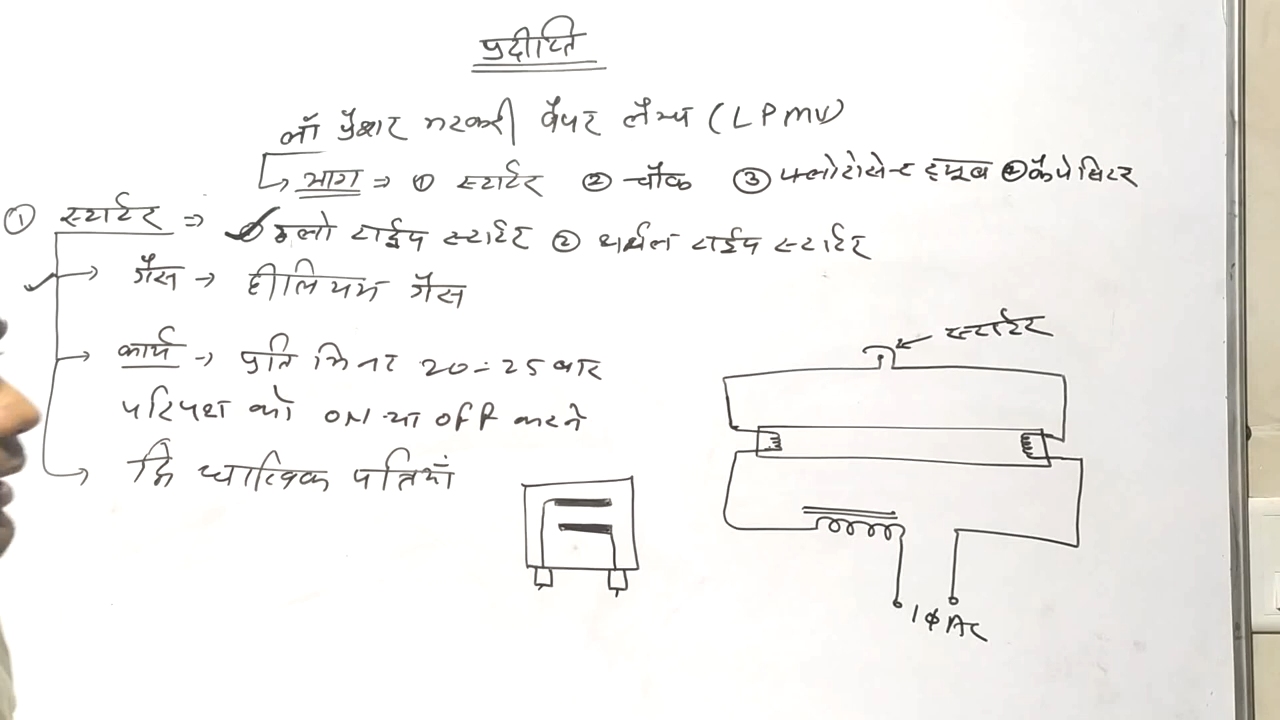 प्रदीप्ति
लॉ प्रैशर मरकरी वैपर लैम्प (LPMV)
भाग ⇒ ① स्टार्टर ② चौक ③ फ्लोरोसेन्ट ट्यूब ④ कैपेसिटर
① स्टार्टर ⇒ ① ग्लो टाईप स्टार्टर ② थर्मल टाईप स्टार्टर
→ गैस → हीलियम गैस
→ कार्य → प्रति मिनट 20-25 बार
परिपथ को ON या OFF करने
→ द्वि धात्विक पतियाँ
स्टार्टर
1φ AC